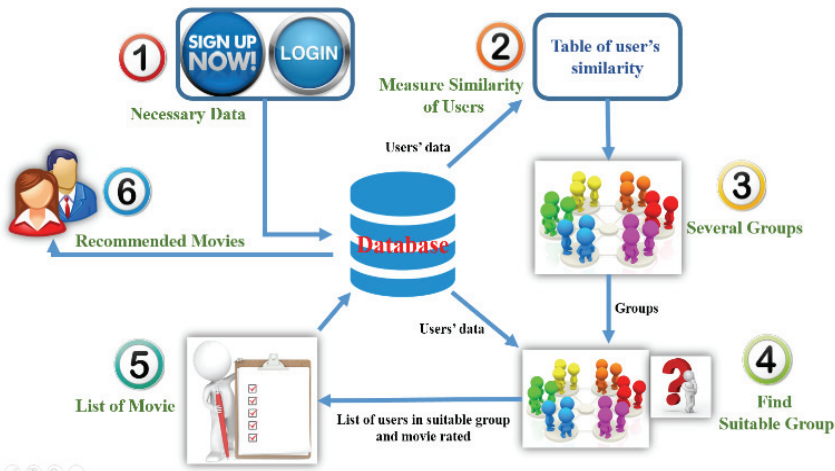 1
SIGN UP
NOW!
LOGIN
Necessary Data
2
Measure Similarity
of Users
Table of user's
similarity
Users' data
3
Several Groups
6
Recommended Movies
Database
Groups
Users' data
4
Find
Suitable Group
5
List of Movie
List of users in suitable group
and movie rated
?